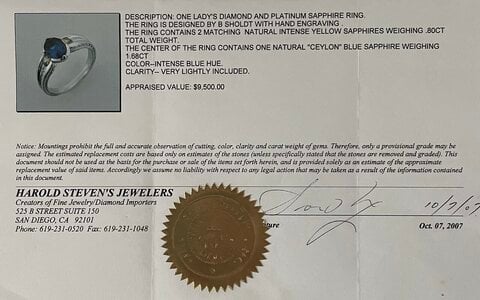 DESCRIPTION: ONE LADY'S DIAMOND AND PLATINUM SAPPHIRE RING.
THE RING IS DESIGNED BY B SHOLDT WITH HAND ENGRAVING.
THE RING CONTAINS 2 MATCHING NATURAL INTENSE YELLOW SAPPHIRES WEIGHING .80CT
TOTAL WEIGHT.
THE CENTER OF THE RING CONTAINS ONE NATURAL "CEYLON" BLUE SAPPHIRE WEIGHING
1.68CT
COLOR--INTENSE BLUE HUE.
CLARITY-- VERY LIGHTLY INCLUDED.
APPRAISED VALUE: $9,500.00
Notice: Mountings prohibit the full and accurate observation of cutting, color, clarity and carat weight of gems. Therefore, only a provisional grade may be
assigned. The estimated replacement costs are based only on estimates of the stones (unless specifically stated that the stones are removed and graded). This
document should not be used as the basis for the purchase or sale of the items set forth herein, and is provided solely as an estimate of the approximate
replacement value of said items. Accordingly we assume no liability with respect to any legal action that may be taken as a result of the information contained
in this document.
HAROLD STEVEN'S JEWELERS
Creators of Fine Jewelry/Diamond Importers
525 B STREET SUITE 150
SAN DIEGO, CA 92101
Phone: 619-231-0520 Fax: 619-231-1048
10/7/07
ture
Oct. 07, 2007